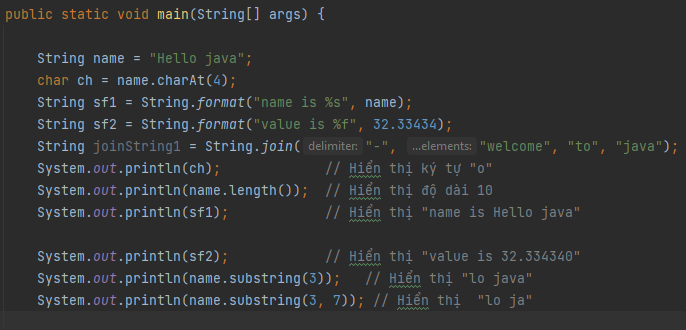 public static void main(String[] args) {
String name = "Hello java";
char ch = name.charAt(4);
String sf1 = String.format("name is %s", name);
String sf2 = String.format("value is %f", 32.33434);
String joinString1 = String.join( delimiter: "-", ...elements: "welcome", "to", "java");
System.out.println(ch); // Hiển thị ký tự "o"
System.out.println(name.length()); // Hiển thị độ dài 10
System.out.println(sf1); // Hiển thị "name is Hello java"
System.out.println(sf2); // Hiển thị "value is 32.334340"
System.out.println(name.substring(3)); // Hiển thị "lo java"
System.out.println(name.substring(3, 7)); // Hiển thị "lo ja"